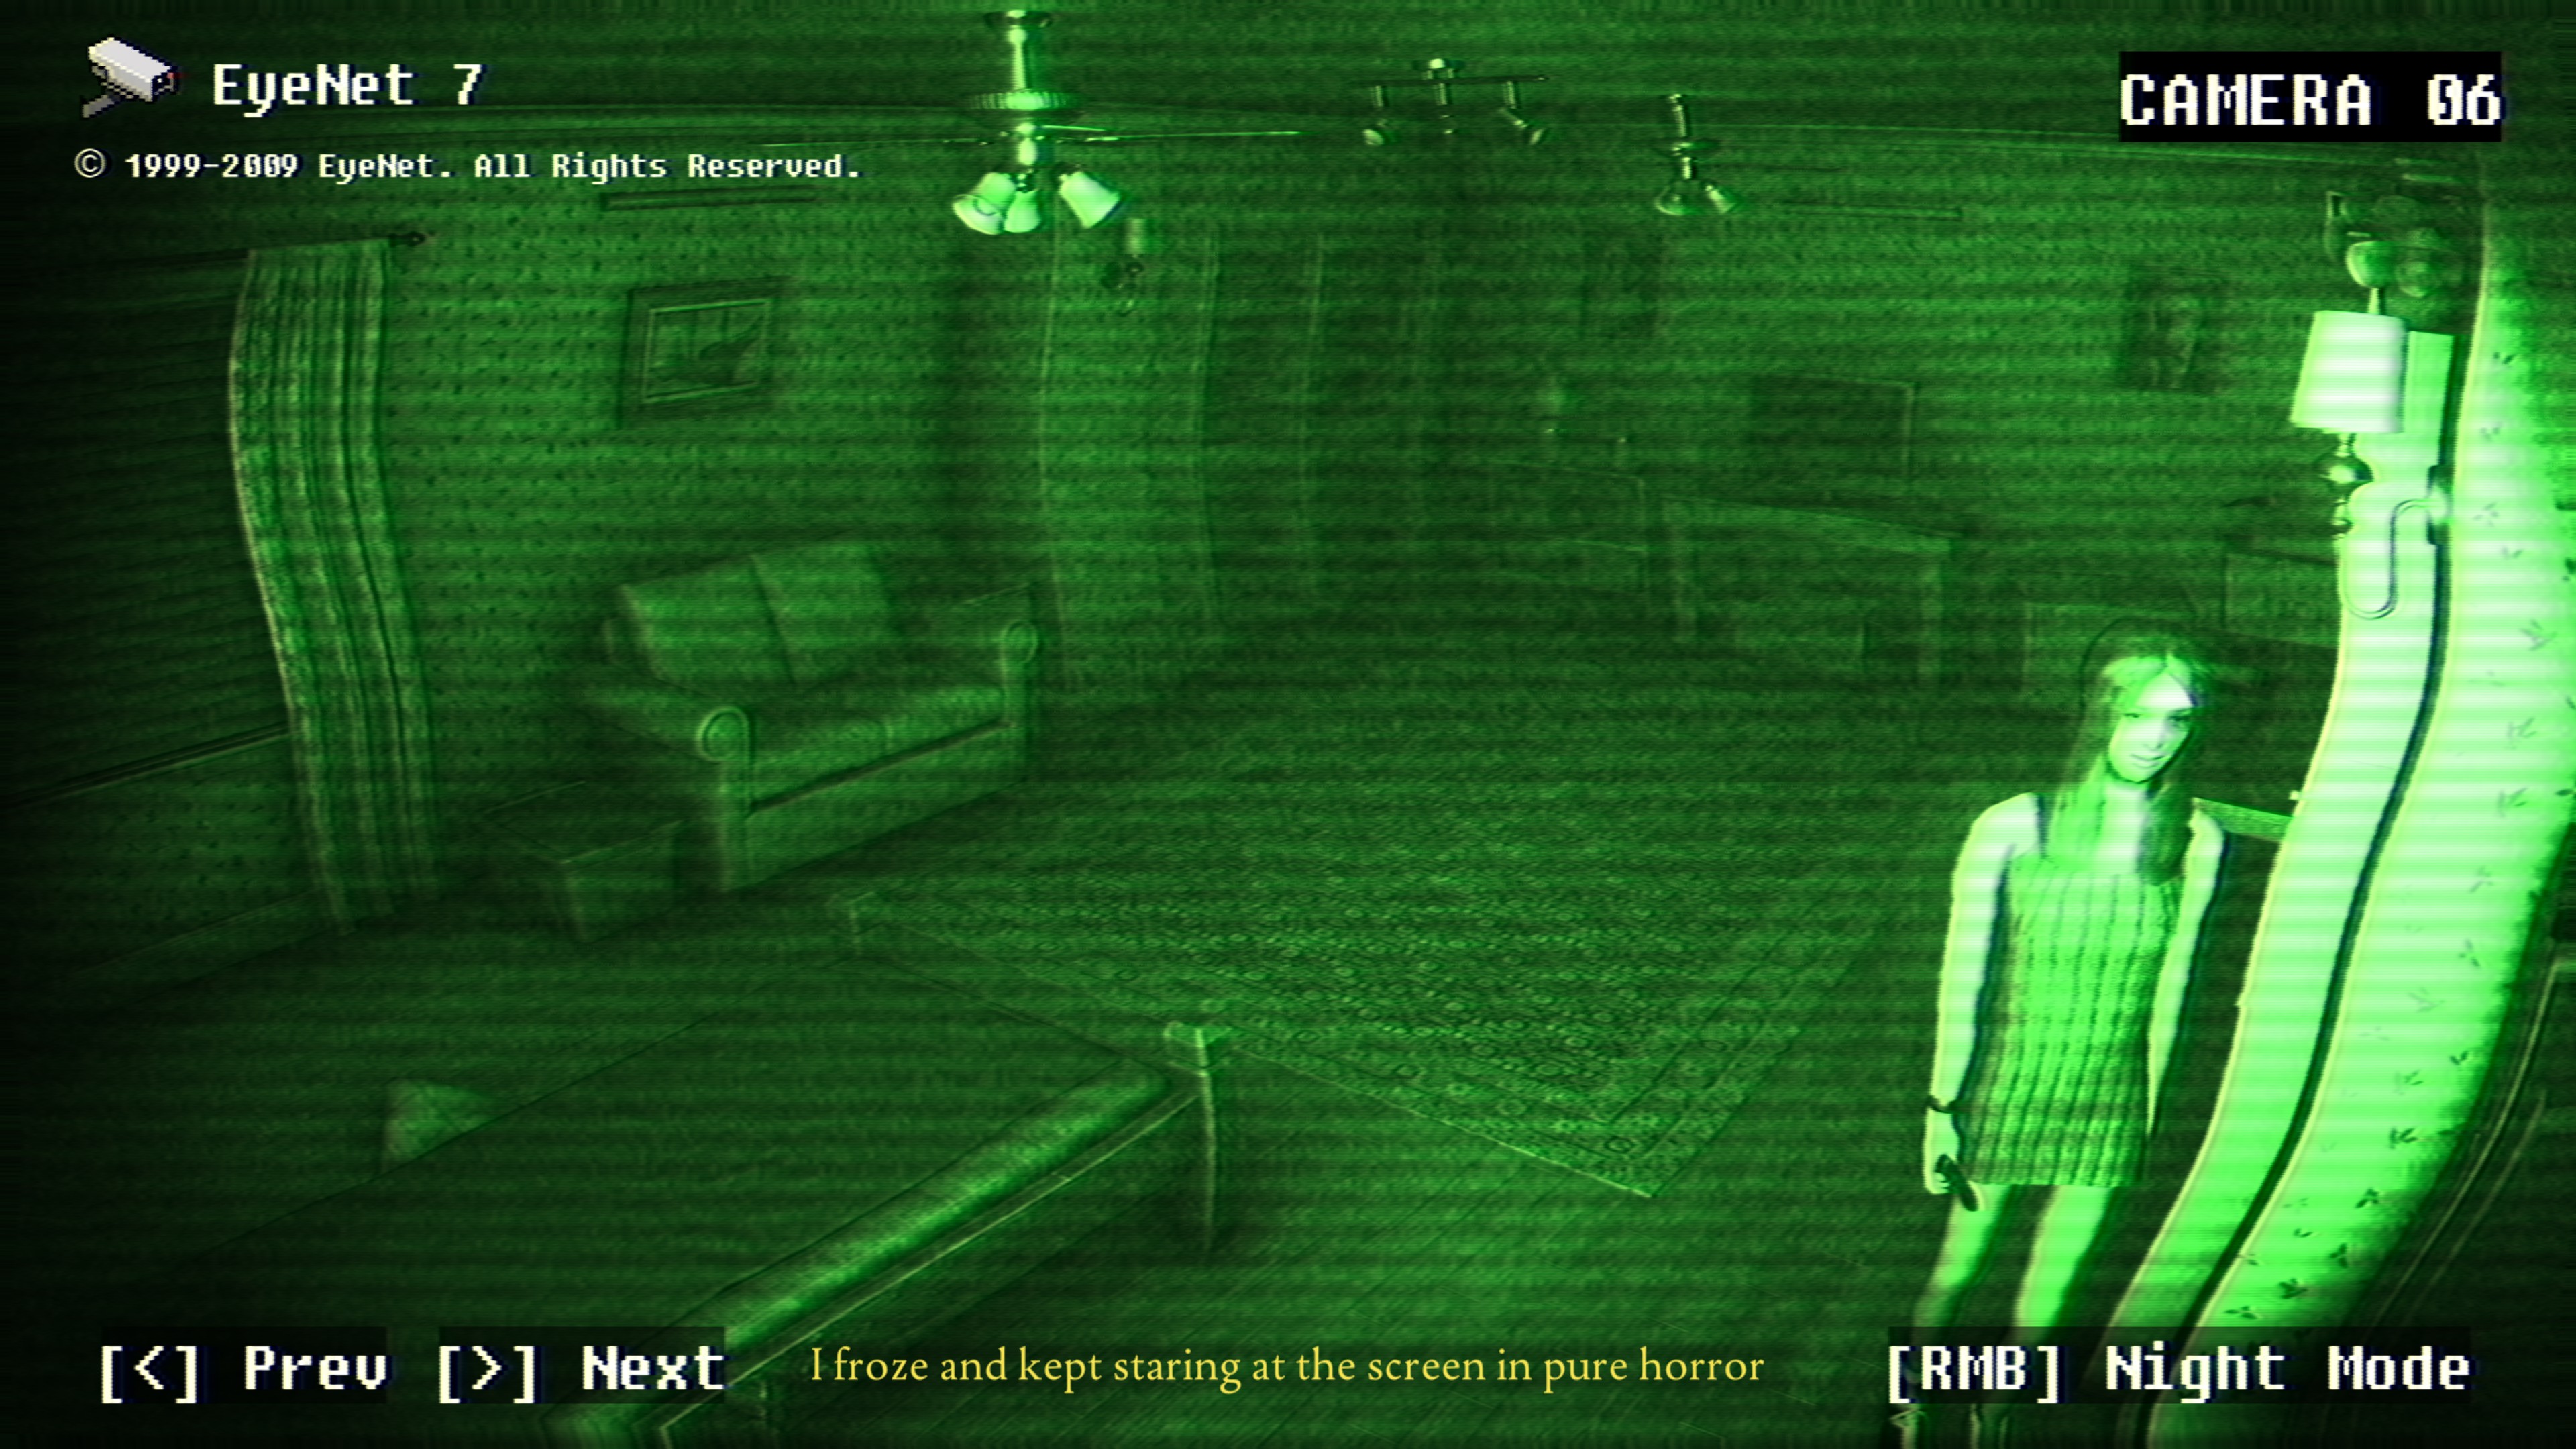 EyeNet 7
CAMERA 06
© 1999-2009 EyeNet. All Rights Reserved.
[<] Prev [>] Next
I froze and kept staring at the screen in pure horror
[RMB] Night Mode